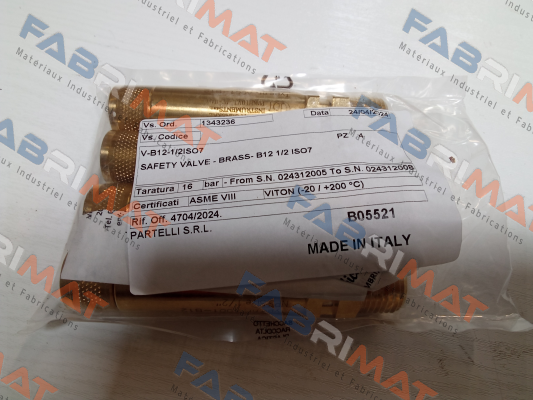 FABRIMAT
Materiaux Industriel et Fabrications
Vs. Ord. 1343236 Data
Vs. Codice PZ
V-B12-1/2ISO7
SAFETY VALVE - BRASS- B12 1/2 ISO7
Taratura 16 bar - From S.N. 024312005 To S.N.
Certificati ASME VIII VITON (-20 / +200 °C)
Rif. Off. 4704/2024. B05521
PARTELLI S.R.L.
MADE IN ITALY